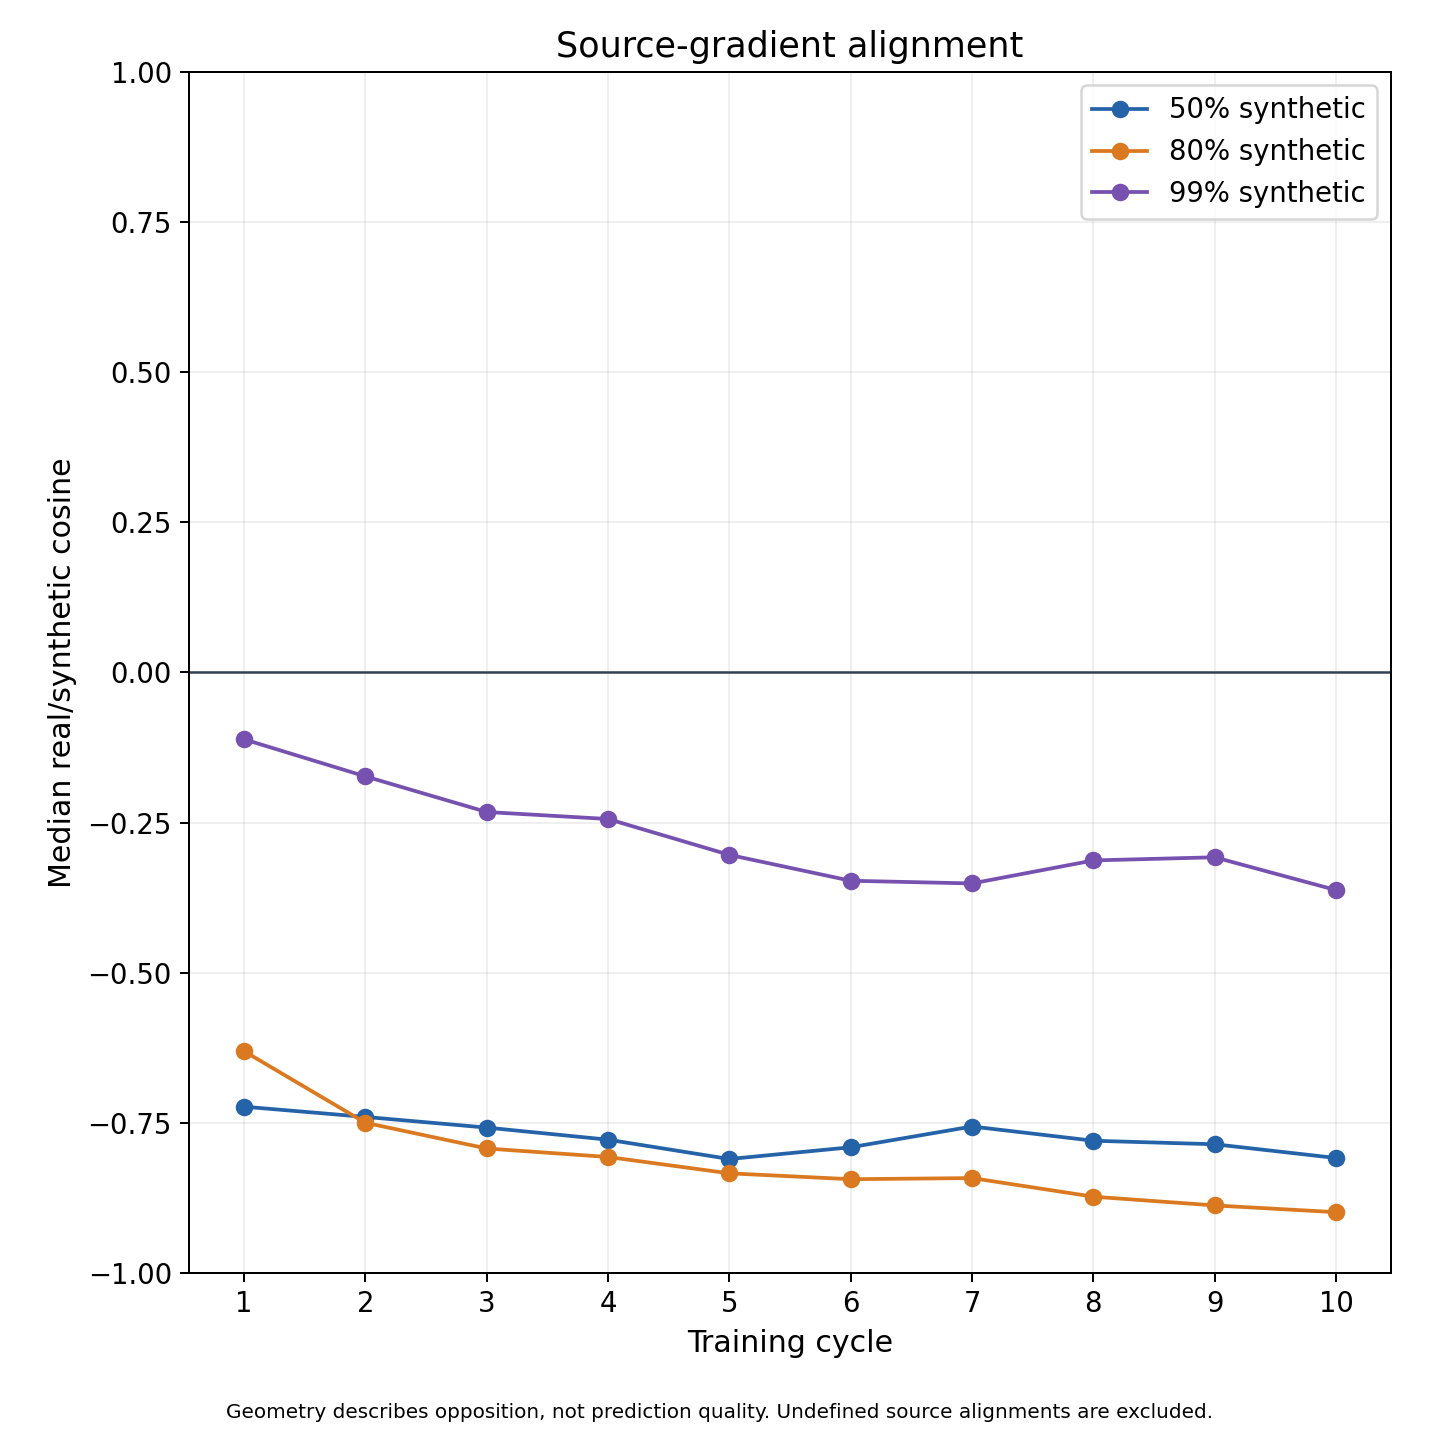 Source-gradient alignment
1.00
0.75
0.50
0.25
0.00
−0.25
−0.50
−0.75
−1.00
Median real/synthetic cosine
50% synthetic
80% synthetic
99% synthetic
1 2 3 4 5 6 7 8 9 10
Training cycle
Geometry describes opposition, not prediction quality. Undefined source alignments are excluded.